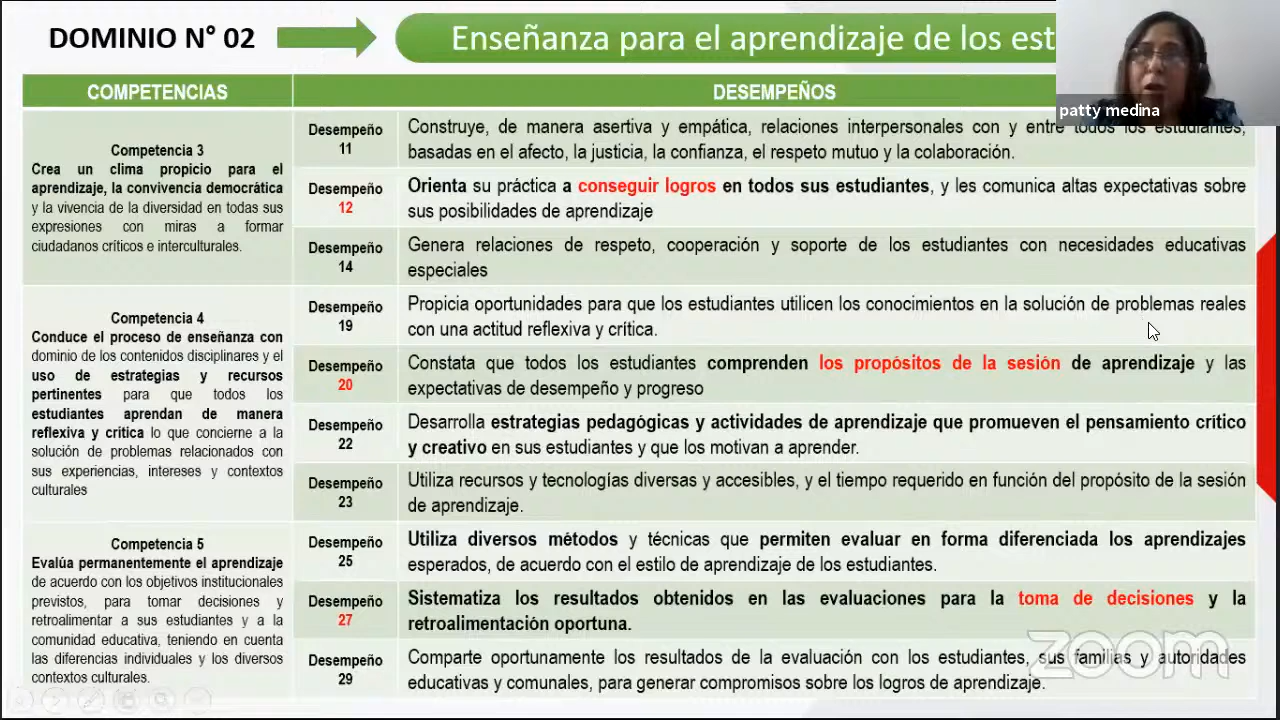 DOMINIO N° 02
Enseñanza para el aprendizaje de los est
patty medina
COMPETENCIAS
DESEMPEÑOS
Competencia 3
Crea un clima propicio para el
aprendizaje, la convivencia democrática
y la vivencia de la diversidad en todas sus
expresiones con miras a formar
ciudadanos críticos e interculturales.
Desempeño
11
Construye, de manera asertiva y empática, relaciones interpersonales con y entre todos los estudiantes,
basadas en el afecto, la justicia, la confianza, el respeto mutuo y la colaboración.
Desempeño
12
Orienta su práctica a conseguir logros en todos sus estudiantes, y les comunica altas expectativas sobre
sus posibilidades de aprendizaje
Desempeño
14
Genera relaciones de respeto, cooperación y soporte de los estudiantes con necesidades educativas
especiales
Competencia 4
Conduce el proceso de enseñanza con
dominio de los contenidos disciplinares y el
uso de estrategias y recursos
pertinentes para que todos los
estudiantes aprendan de manera
reflexiva y crítica lo que concierne a la
solución de problemas relacionados con
sus experiencias, intereses y contextos
culturales
Desempeño
19
Propicia oportunidades para que los estudiantes utilicen los conocimientos en la solución de problemas reales
con una actitud reflexiva y crítica.
Desempeño
20
Constata que todos los estudiantes comprenden los propósitos de la sesión de aprendizaje y las
expectativas de desempeño y progreso
Desempeño
22
Desarrolla estrategias pedagógicas y actividades de aprendizaje que promueven el pensamiento crítico
y creativo en sus estudiantes y que los motivan a aprender.
Desempeño
23
Utiliza recursos y tecnologías diversas y accesibles, y el tiempo requerido en función del propósito de la sesión
de aprendizaje.
Competencia 5
Evalúa permanentemente el aprendizaje
de acuerdo con los objetivos institucionales
previstos, para tomar decisiones y
retroalimentar a sus estudiantes y a la
comunidad educativa, teniendo en cuenta
las diferencias individuales y los diversos
contextos culturales.
Desempeño
25
Utiliza diversos métodos y técnicas que permiten evaluar en forma diferenciada los aprendizajes
esperados, de acuerdo con el estilo de aprendizaje de los estudiantes.
Desempeño
27
Sistematiza los resultados obtenidos en las evaluaciones para la toma de decisiones y la
retroalimentación oportuna.
Desempeño
29
Comparte oportunamente los resultados de la evaluación con los estudiantes, sus familias y autoridades
educativas y comunales, para generar compromisos sobre los logros de aprendizaje.
zoom